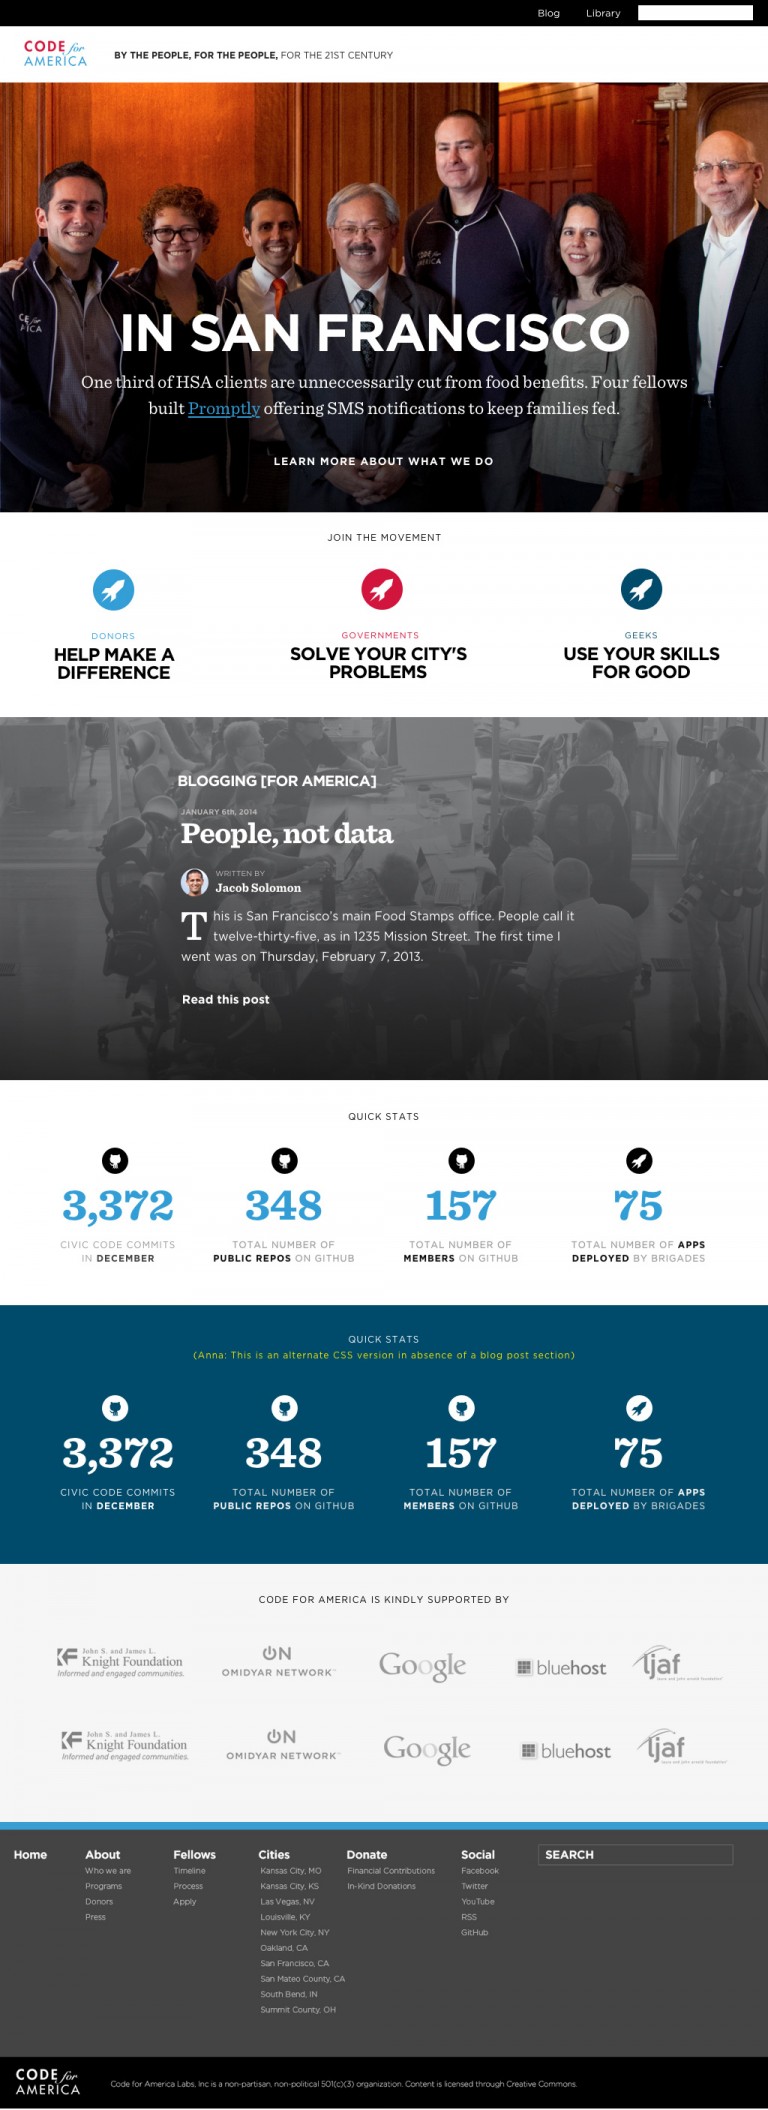 Blog Library
CODE for
AMERICA
BY THE PEOPLE, FOR THE PEOPLE, FOR THE 21ST CENTURY
IN SAN FRANCISCO
One third of HSA clients are unneccessarily cut from food benefits. Four fellows
built Promptly offering SMS notifications to keep families fed.
LEARN MORE ABOUT WHAT WE DO
JOIN THE MOVEMENT
DONORS
HELP MAKE A
DIFFERENCE
GOVERNMENTS
SOLVE YOUR CITY'S
PROBLEMS
GEEKS
USE YOUR SKILLS
FOR GOOD
BLOGGING [FOR AMERICA]
JANUARY 6th, 2014
People, not data
WRITTEN BY
Jacob Solomon
This is San Francisco's main Food Stamps office. People call it
twelve-thirty-five, as in 1235 Mission Street. The first time I
went was on Thursday, February 7, 2013.
Read this post
QUICK STATS
3,372
CIVIC CODE COMMITS
IN DECEMBER
348
TOTAL NUMBER OF
PUBLIC REPOS ON GITHUB
157
TOTAL NUMBER OF
MEMBERS ON GITHUB
75
TOTAL NUMBER OF APPS
DEPLOYED BY BRIGADES
QUICK STATS
(Anna: This is an alternate CSS version in absence of a blog post section)
3,372
CIVIC CODE COMMITS
IN DECEMBER
348
TOTAL NUMBER OF
PUBLIC REPOS ON GITHUB
157
TOTAL NUMBER OF
MEMBERS ON GITHUB
75
TOTAL NUMBER OF APPS
DEPLOYED BY BRIGADES
CODE FOR AMERICA IS KINDLY SUPPORTED BY
John S. and James L.
Knight Foundation
Informed and engaged communities.
ON
OMIDYAR NETWORK™
Google
bluehost
ljaf
John S. and James L.
Knight Foundation
Informed and engaged communities.
ON
OMIDYAR NETWORK™
Google
bluehost
ljaf
Home
About
Who we are
Programs
Donors
Press
Fellows
Timeline
Process
Apply
Cities
Kansas City, MO
Kansas City, KS
Las Vegas, NV
Louisville, KY
New York City, NY
Oakland, CA
San Francisco, CA
San Mateo County, CA
South Bend, IN
Summit County. OH
Donate
Financial Contributions
In-Kind Donations
Social
Facebook
Twitter
YouTube
RSS
GitHub
SEARCH
CODE for
AMERICA
Code for America Labs, Inc is a non-partisan, non-political 501(c)(3) organization. Content is licensed through Creative Commons.